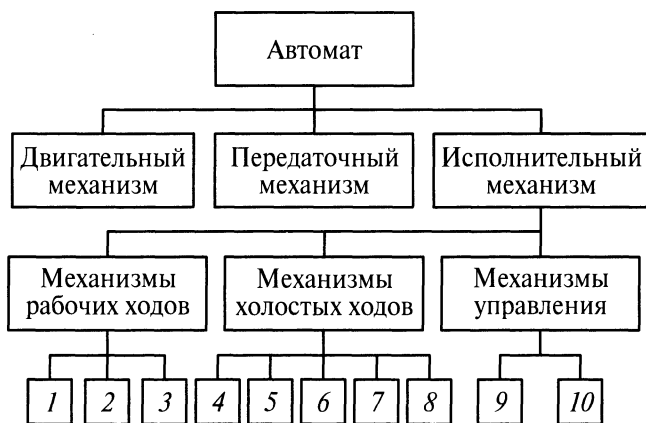 Автомат
Двигательный
механизм
Передаточный
механизм
Исполнительный
механизм
Механизмы
рабочих ходов
Механизмы
холостых ходов
Механизмы
управления
1 2 3 4 5 6 7 8 9 10